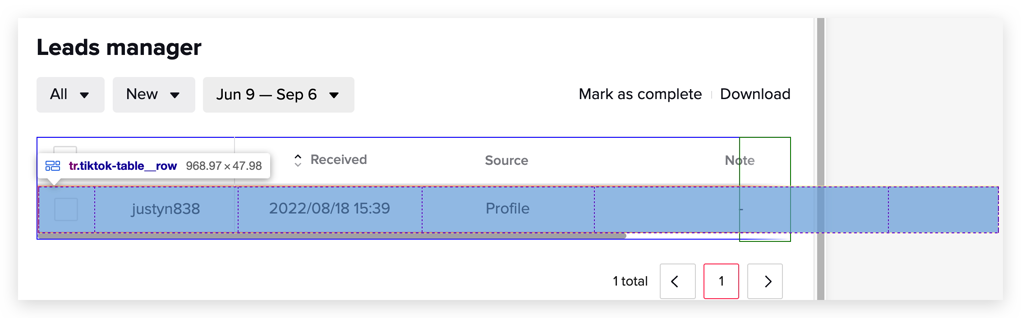 Leads manager
All New Jun 9 — Sep 6 Mark as complete Download
tr.tiktok-table__row 968.97 × 47.98 Received Source Note
justyn838 2022/08/18 15:39 Profile -
1 total 1